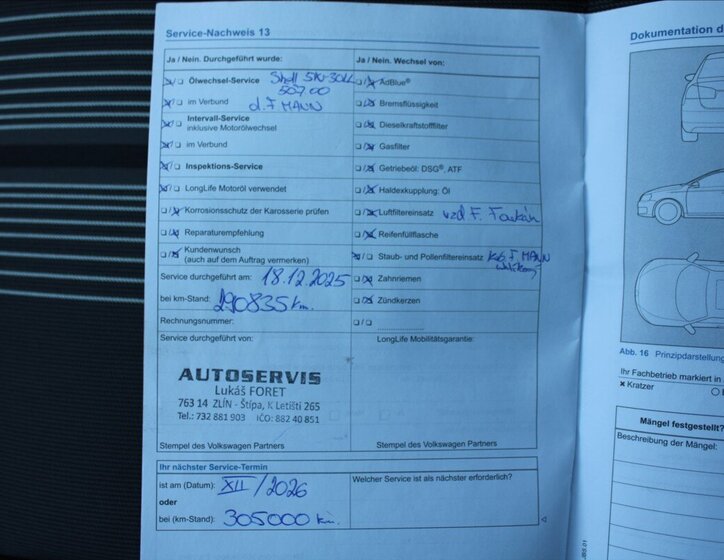 Service-Nachweis 13
Ja / Nein. Durchgeführt wurde:
Ölwechsel-Service Shell 5W-30LL
507 00
im Verbund d. F MANN
Intervall-Service
inklusive Motorölwechsel
im Verbund
Inspektions-Service
LongLife Motoröl verwendet
Korrosionsschutz der Karosserie prüfen
Reparaturempfehlung
Kundenwunsch
(auch auf dem Auftrag vermerken)
Service durchgeführt am: 18.12.2025
bei km-Stand: 290835 km.
Rechnungsnummer:
Service durchgeführt von:
AUTOSERVIS
Lukáš FORET
763 14 ZLÍN - Štípa, K Letišti 265
Tel.: 732 881 903 IČO: 882 40 851
Stempel des Volkswagen Partners
Ja / Nein. Wechsel von:
AdBlue®
Bremsflüssigkeit
Dieselkraftstofffilter
Gasfilter
Getriebeöl: DSG®, ATF
Haldexkupplung: Öl
Luftfiltereinsatz vzd F.
Reifenfüllflasche
Staub- und Pollenfiltereinsatz kab. F. MANN
Zahnriemen
Zündkerzen
LongLife Mobilitätsgarantie:
Stempel des Volkswagen Partners
Ihr nächster Service-Termin
ist am (Datum): XII/2026
oder
bei (km-Stand): 305000 km.
Welcher Service ist als nächster erforderlich?
Dokumentation d
Abb. 16 Prinzipdarstellung
Ihr Fachbetrieb markiert in
x Kratzer
Mängel festgestellt?
Beschreibung der Mängel: